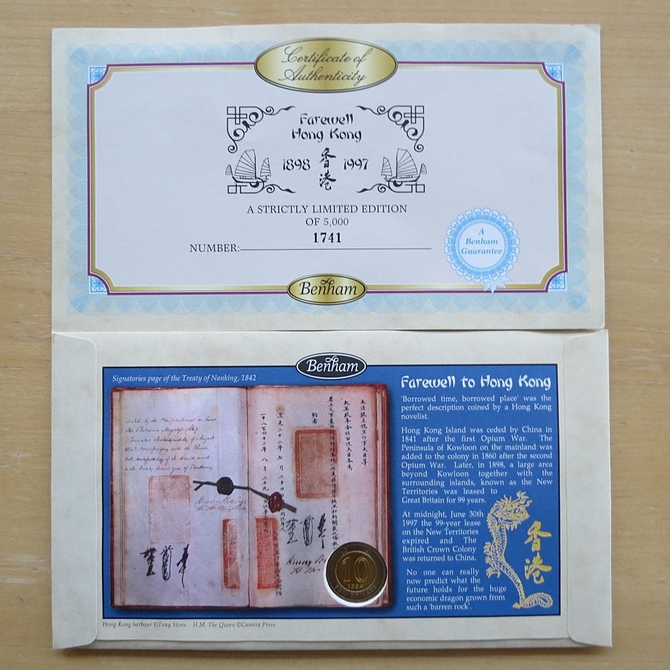 Certificate of
Authenticity
Farewell
Hong Kong
1898 香港 1997
A STRICTLY LIMITED EDITION
OF 5,000
1741
NUMBER:
A
Benham
Guarantee
Benham
Benham
Signatories page of the Treaty of Nanking, 1842
Farewell to Hong Kong
'Borrowed time, borrowed place' was the
perfect description coined by a Hong Kong
novelist.
Hong Kong Island was ceded by China in
1841 after the first Opium War. The
Peninsula of Kowloon on the mainland was
added to the colony in 1860 after the second
Opium War. Later, in 1898, a large area
beyond Kowloon together with the
surrounding islands, known as the New
Territories was leased to
Great Britain for 99 years.
At midnight, June 30th
1997 the 99-year lease
on the New Territories
expired and The
British Crown Colony
was returned to China.
No one can really
now predict what the
future holds for the huge
economic dragon grown from
such a 'barren rock'.
香港
10
Hong Kong harbour ©Tony Stone. H.M. The Queen ©Camera Press